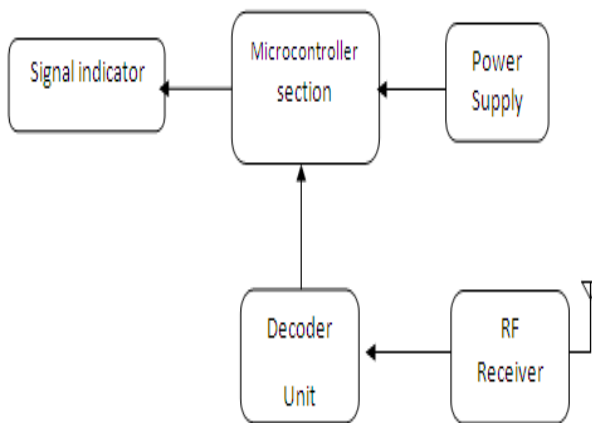 Signal indicator
Microcontroller
section
Power
Supply
Decoder
Unit
RF
Receiver